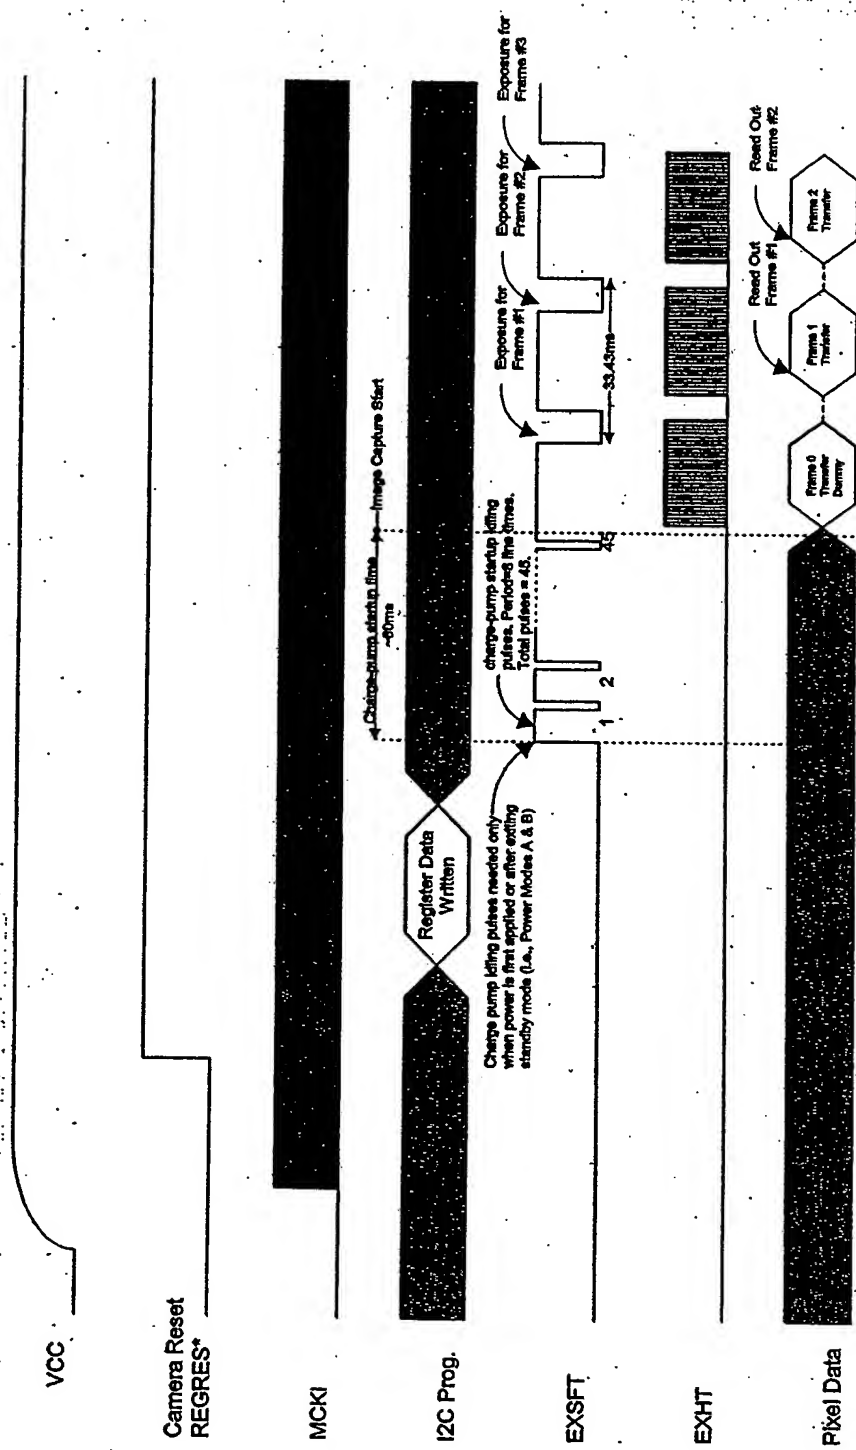 VCC
Camera Reset
REGRES*
MCKI
I2C Prog.
Register Data
Written
Charge-pump startup time
~60ms
Image Capture Start
EXSFT
Charge pump idling pulses needed only
when power is first applied or after exiting
standby mode (i.e., Power Modes A & B)
charge-pump startup idling
pulses. Period=8 line times.
Total pulses = 45.
1
2
45
Exposure for
Frame #1
Exposure for
Frame #2
Exposure for
Frame #3
33.43ms
EXHT
Pixel Data
Frame 0
Transfer
Dummy
Frame 1
Transfer
Frame 2
Transfer
Read Out
Frame #1
Read Out
Frame #2